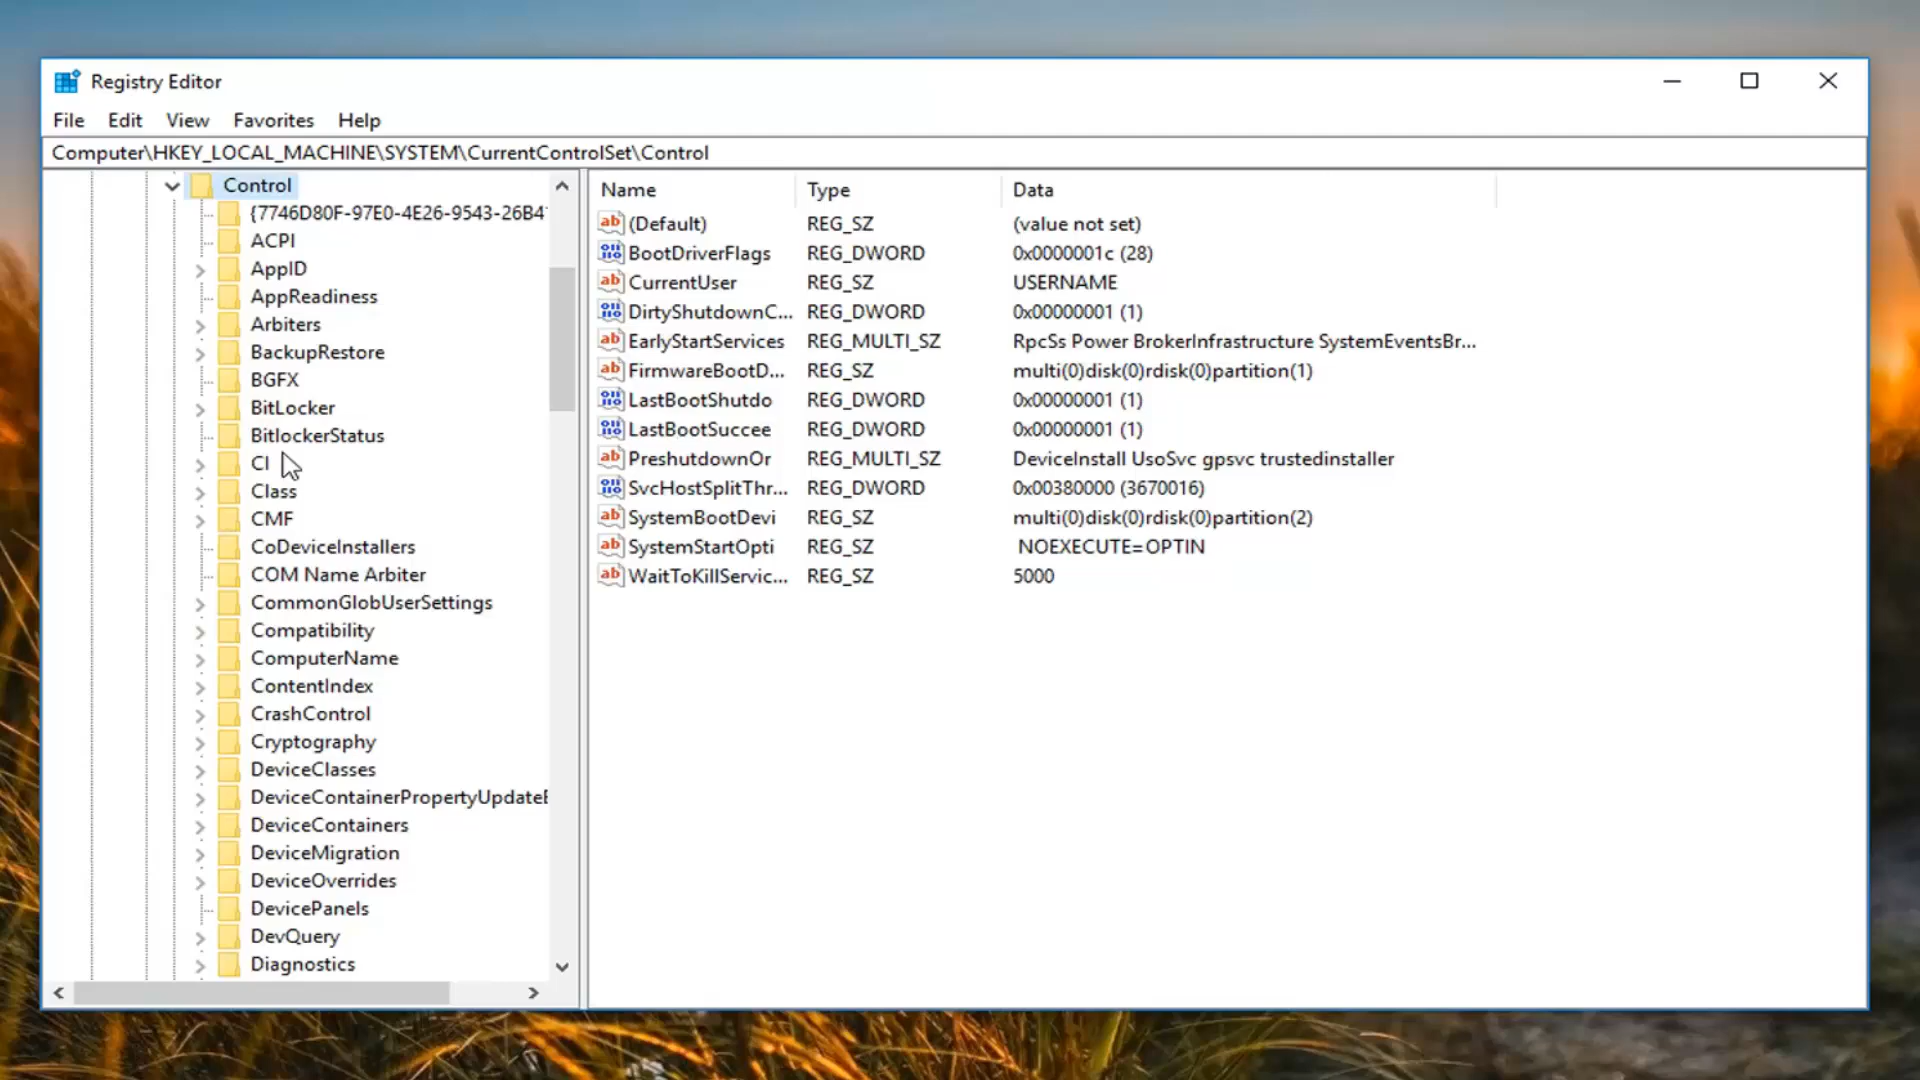 Registry Editor
File Edit View Favorites Help
Computer\HKEY_LOCAL_MACHINE\SYSTEM\CurrentControlSet\Control
Control
{7746D80F-97E0-4E26-9543-26B4
ACPI
AppID
AppReadiness
Arbiters
BackupRestore
BGFX
BitLocker
BitlockerStatus
CI
Class
CMF
CoDeviceInstallers
COM Name Arbiter
CommonGlobUserSettings
Compatibility
ComputerName
ContentIndex
CrashControl
Cryptography
DeviceClasses
DeviceContainerPropertyUpdateE
DeviceContainers
DeviceMigration
DeviceOverrides
DevicePanels
DevQuery
Diagnostics
Name Type Data
(Default) REG_SZ (value not set)
BootDriverFlags REG_DWORD 0x0000001c (28)
CurrentUser REG_SZ USERNAME
DirtyShutdownC... REG_DWORD 0x00000001 (1)
EarlyStartServices REG_MULTI_SZ RpcSs Power BrokerInfrastructure SystemEventsBr...
FirmwareBootD... REG_SZ multi(0)disk(0)rdisk(0)partition(1)
LastBootShutdo REG_DWORD 0x00000001 (1)
LastBootSuccee REG_DWORD 0x00000001 (1)
PreshutdownOr REG_MULTI_SZ DeviceInstall UsoSvc gpsvc trustedinstaller
SvcHostSplitThr... REG_DWORD 0x00380000 (3670016)
SystemBootDevi REG_SZ multi(0)disk(0)rdisk(0)partition(2)
SystemStartOpti REG_SZ NOEXECUTE=OPTIN
WaitToKillServic... REG_SZ 5000